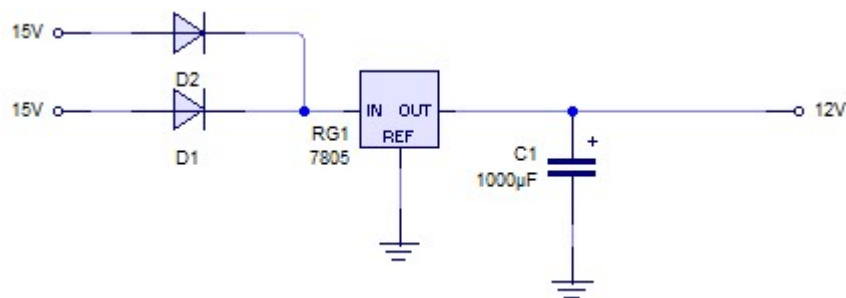 15V
D2
15V
D1
IN OUT
REF
RG1
7805
12V
C1
+
1000µF